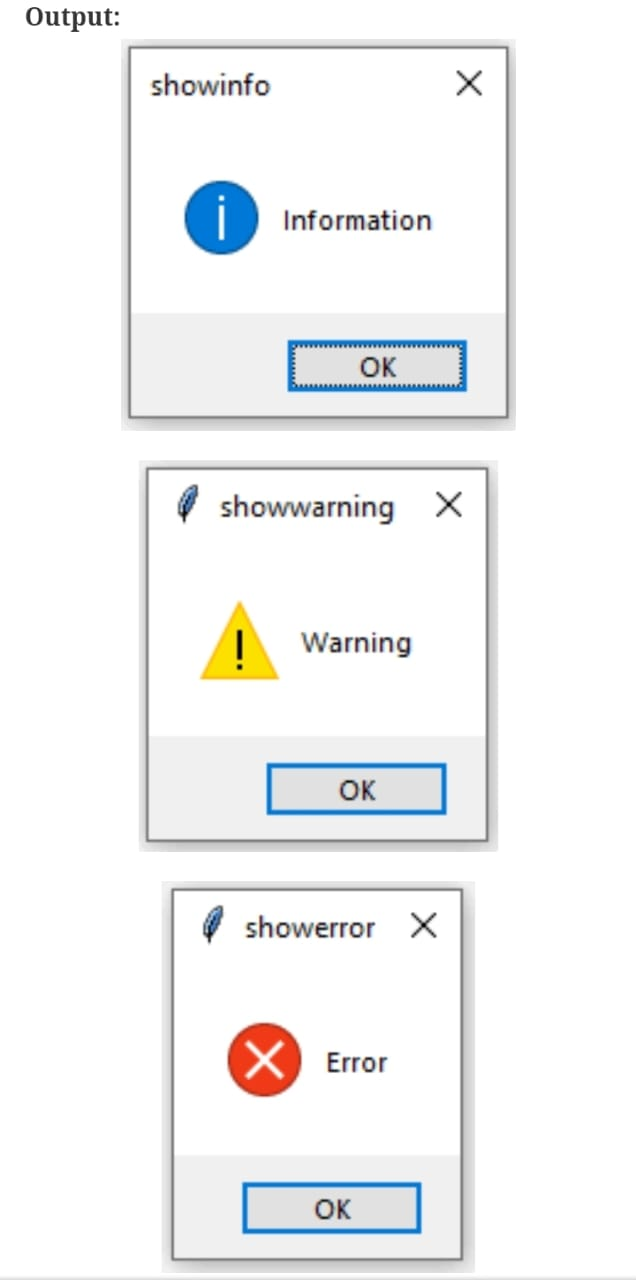 Output:
showinfo
i Information
OK
showwarning
! Warning
OK
showerror
Error
OK